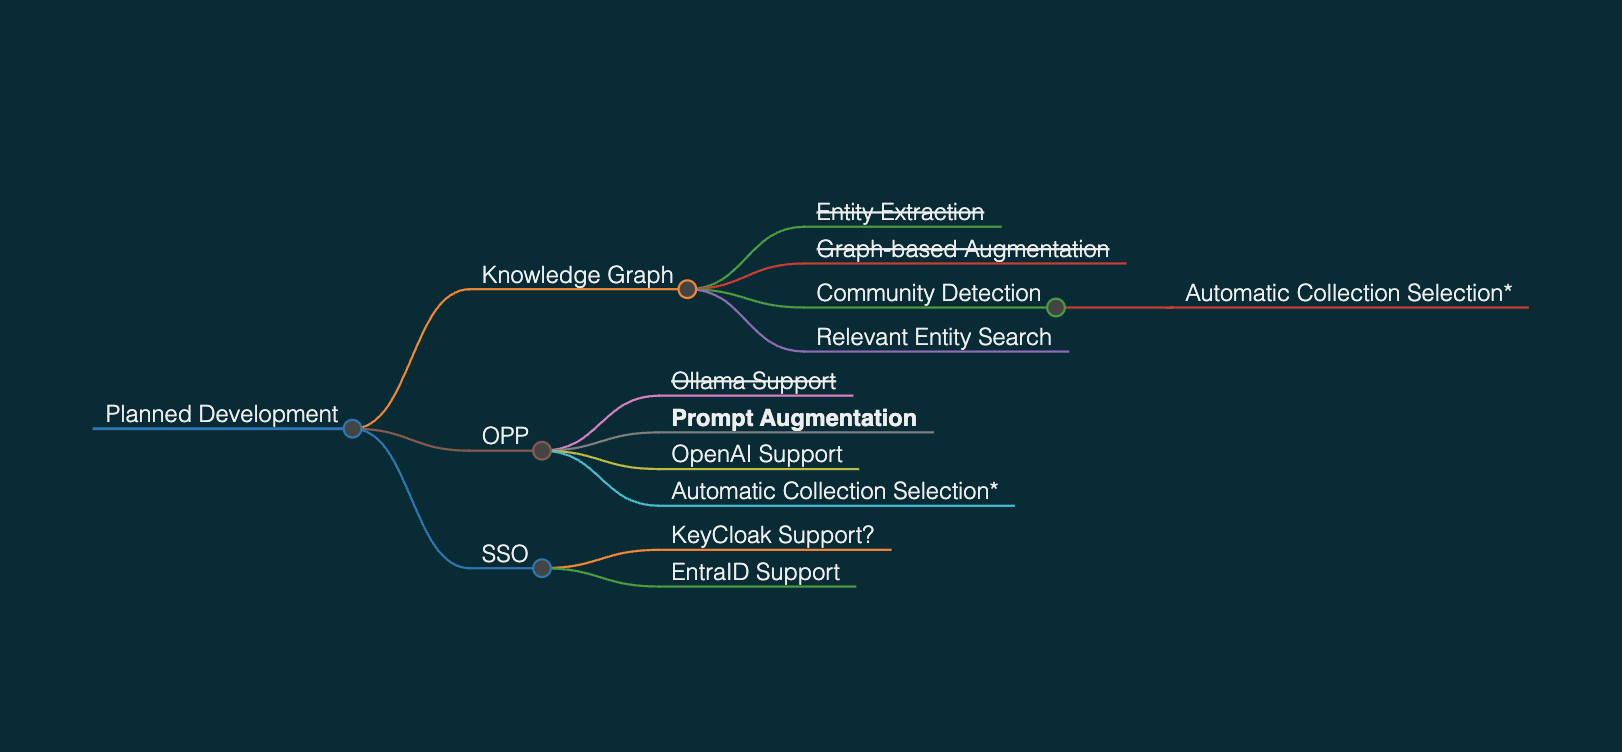 Planned Development
Knowledge Graph
Entity Extraction
Graph-based Augmentation
Community Detection
Automatic Collection Selection*
Relevant Entity Search
OPP
Ollama Support
Prompt Augmentation
OpenAI Support
Automatic Collection Selection*
SSO
KeyCloak Support?
EntraID Support